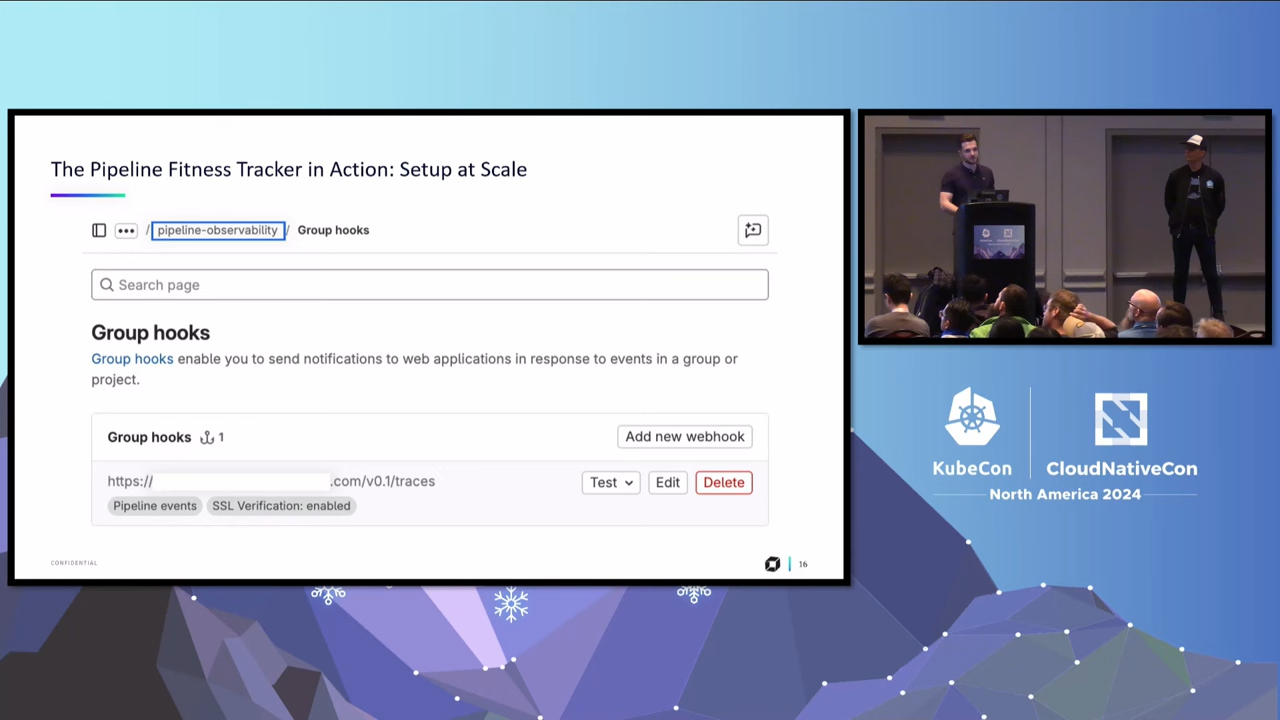 The Pipeline Fitness Tracker in Action: Setup at Scale
/ pipeline-observability / Group hooks
Search page
Group hooks
Group hooks enable you to send notifications to web applications in response to events in a group or
project.
Group hooks 1
Add new webhook
https:// .com/v0.1/traces
Test
Edit
Delete
Pipeline events
SSL Verification: enabled
CONFIDENTIAL
16
KubeCon
CloudNativeCon
North America 2024